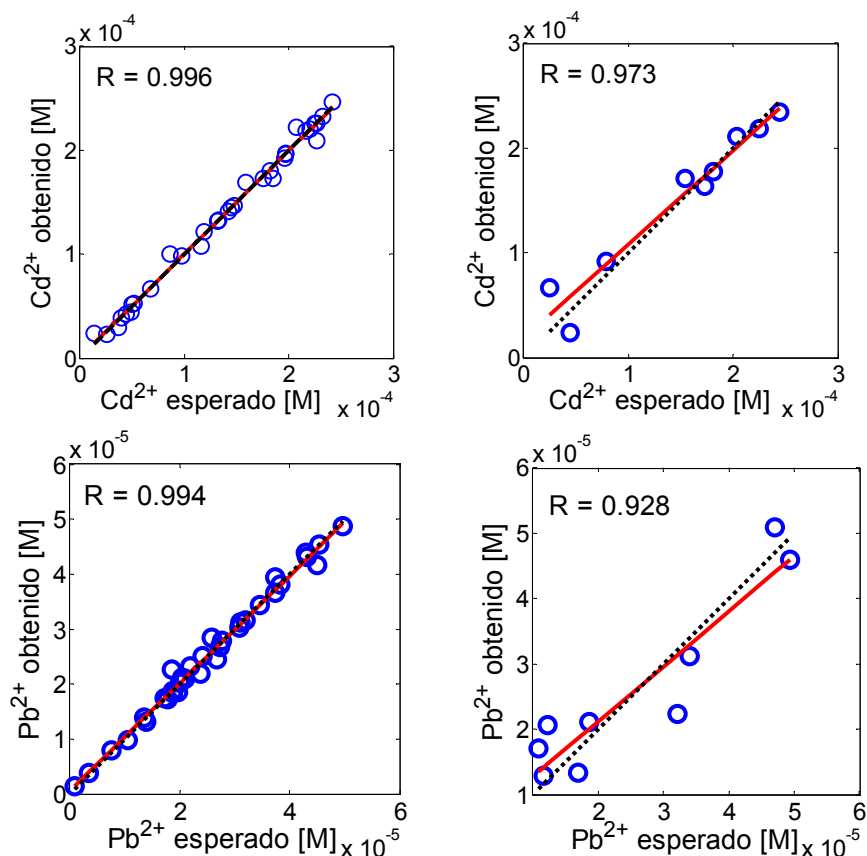 x 10⁻⁴
3
R = 0.996
2
1
0
0
1
2
3
Cd²⁺ obtenido [M]
Cd²⁺ esperado [M]
x 10⁻⁴
x 10⁻⁴
3
R = 0.973
2
1
0
0
1
2
3
Cd²⁺ obtenido [M]
Cd²⁺ esperado [M]
x 10⁻⁴
x 10⁻⁵
6
R = 0.994
5
4
3
2
1
0
0
2
4
6
Pb²⁺ obtenido [M]
Pb²⁺ esperado [M]
x 10⁻⁵
x 10⁻⁵
6
R = 0.928
5
4
3
2
1
2
3
4
5
6
Pb²⁺ obtenido [M]
Pb²⁺ esperado [M]
x 10⁻⁵